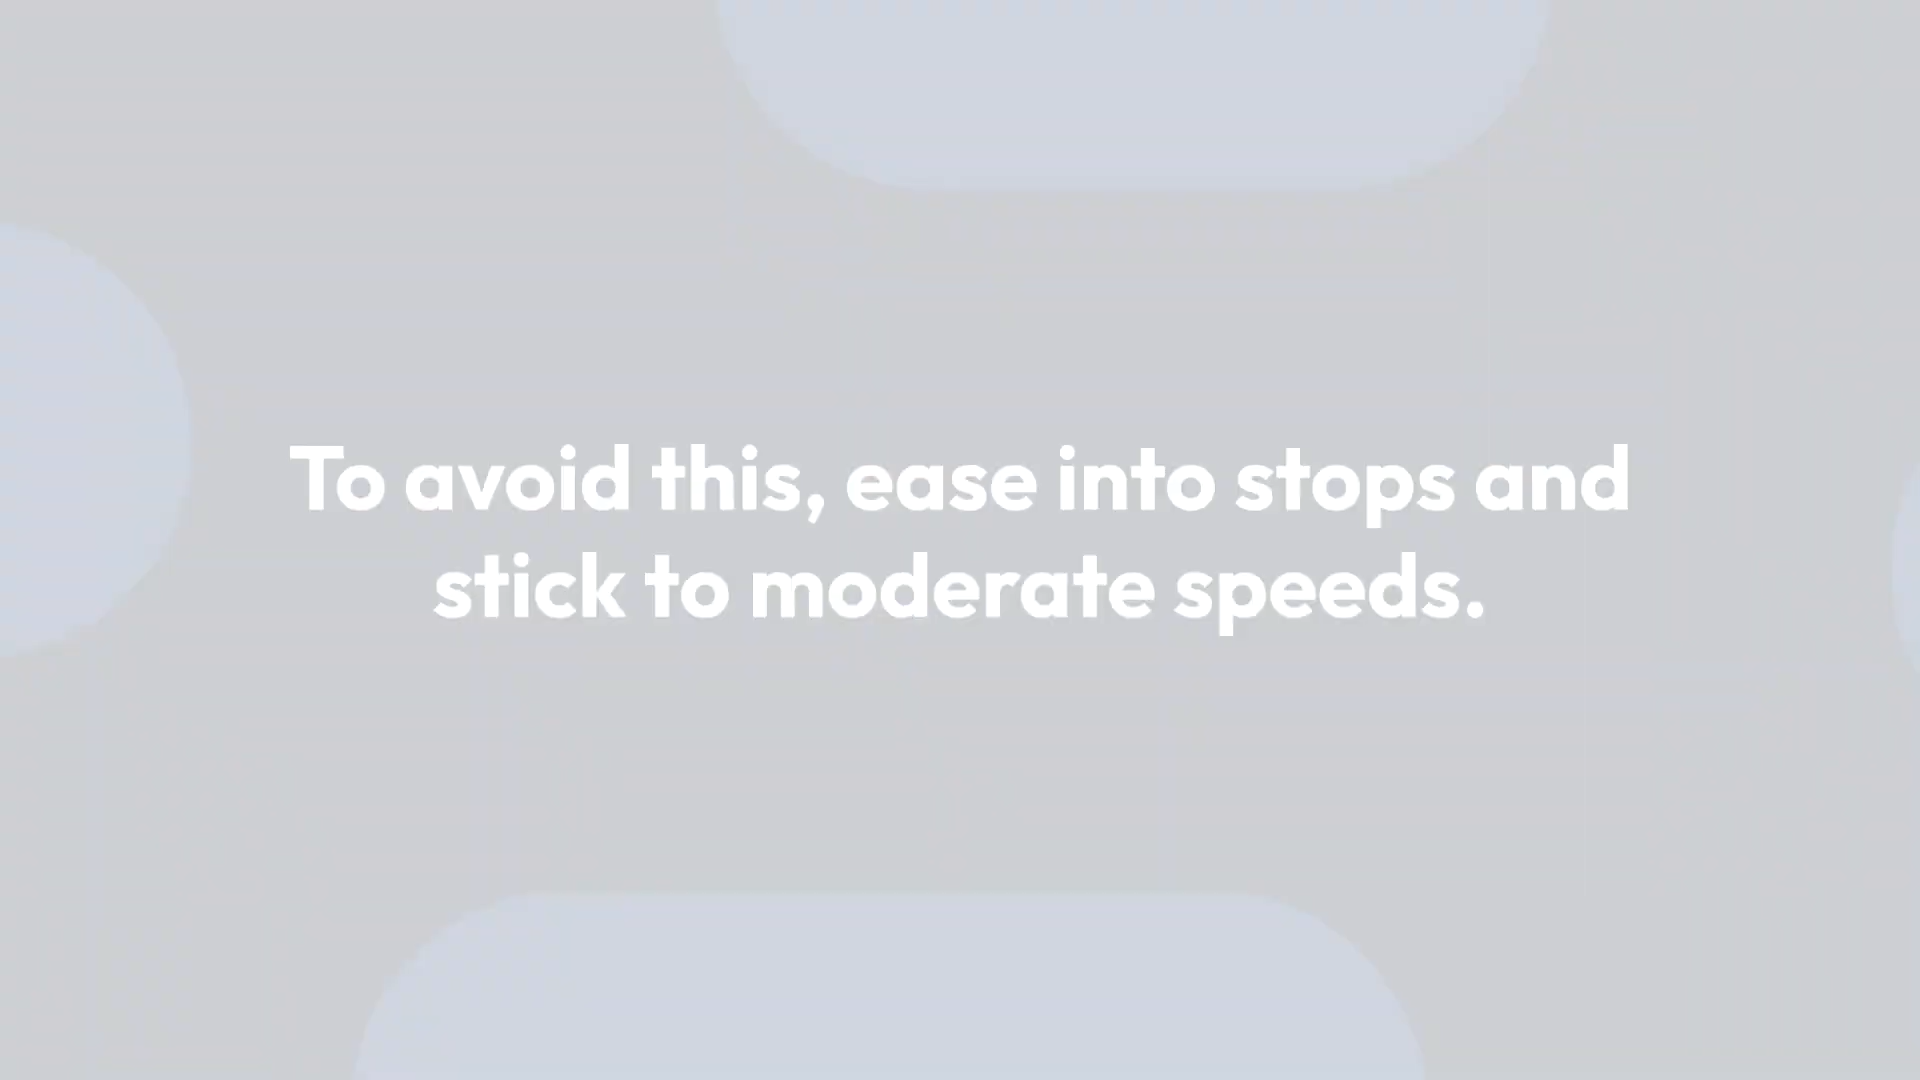 To avoid this, ease into stops and
stick to moderate speeds.